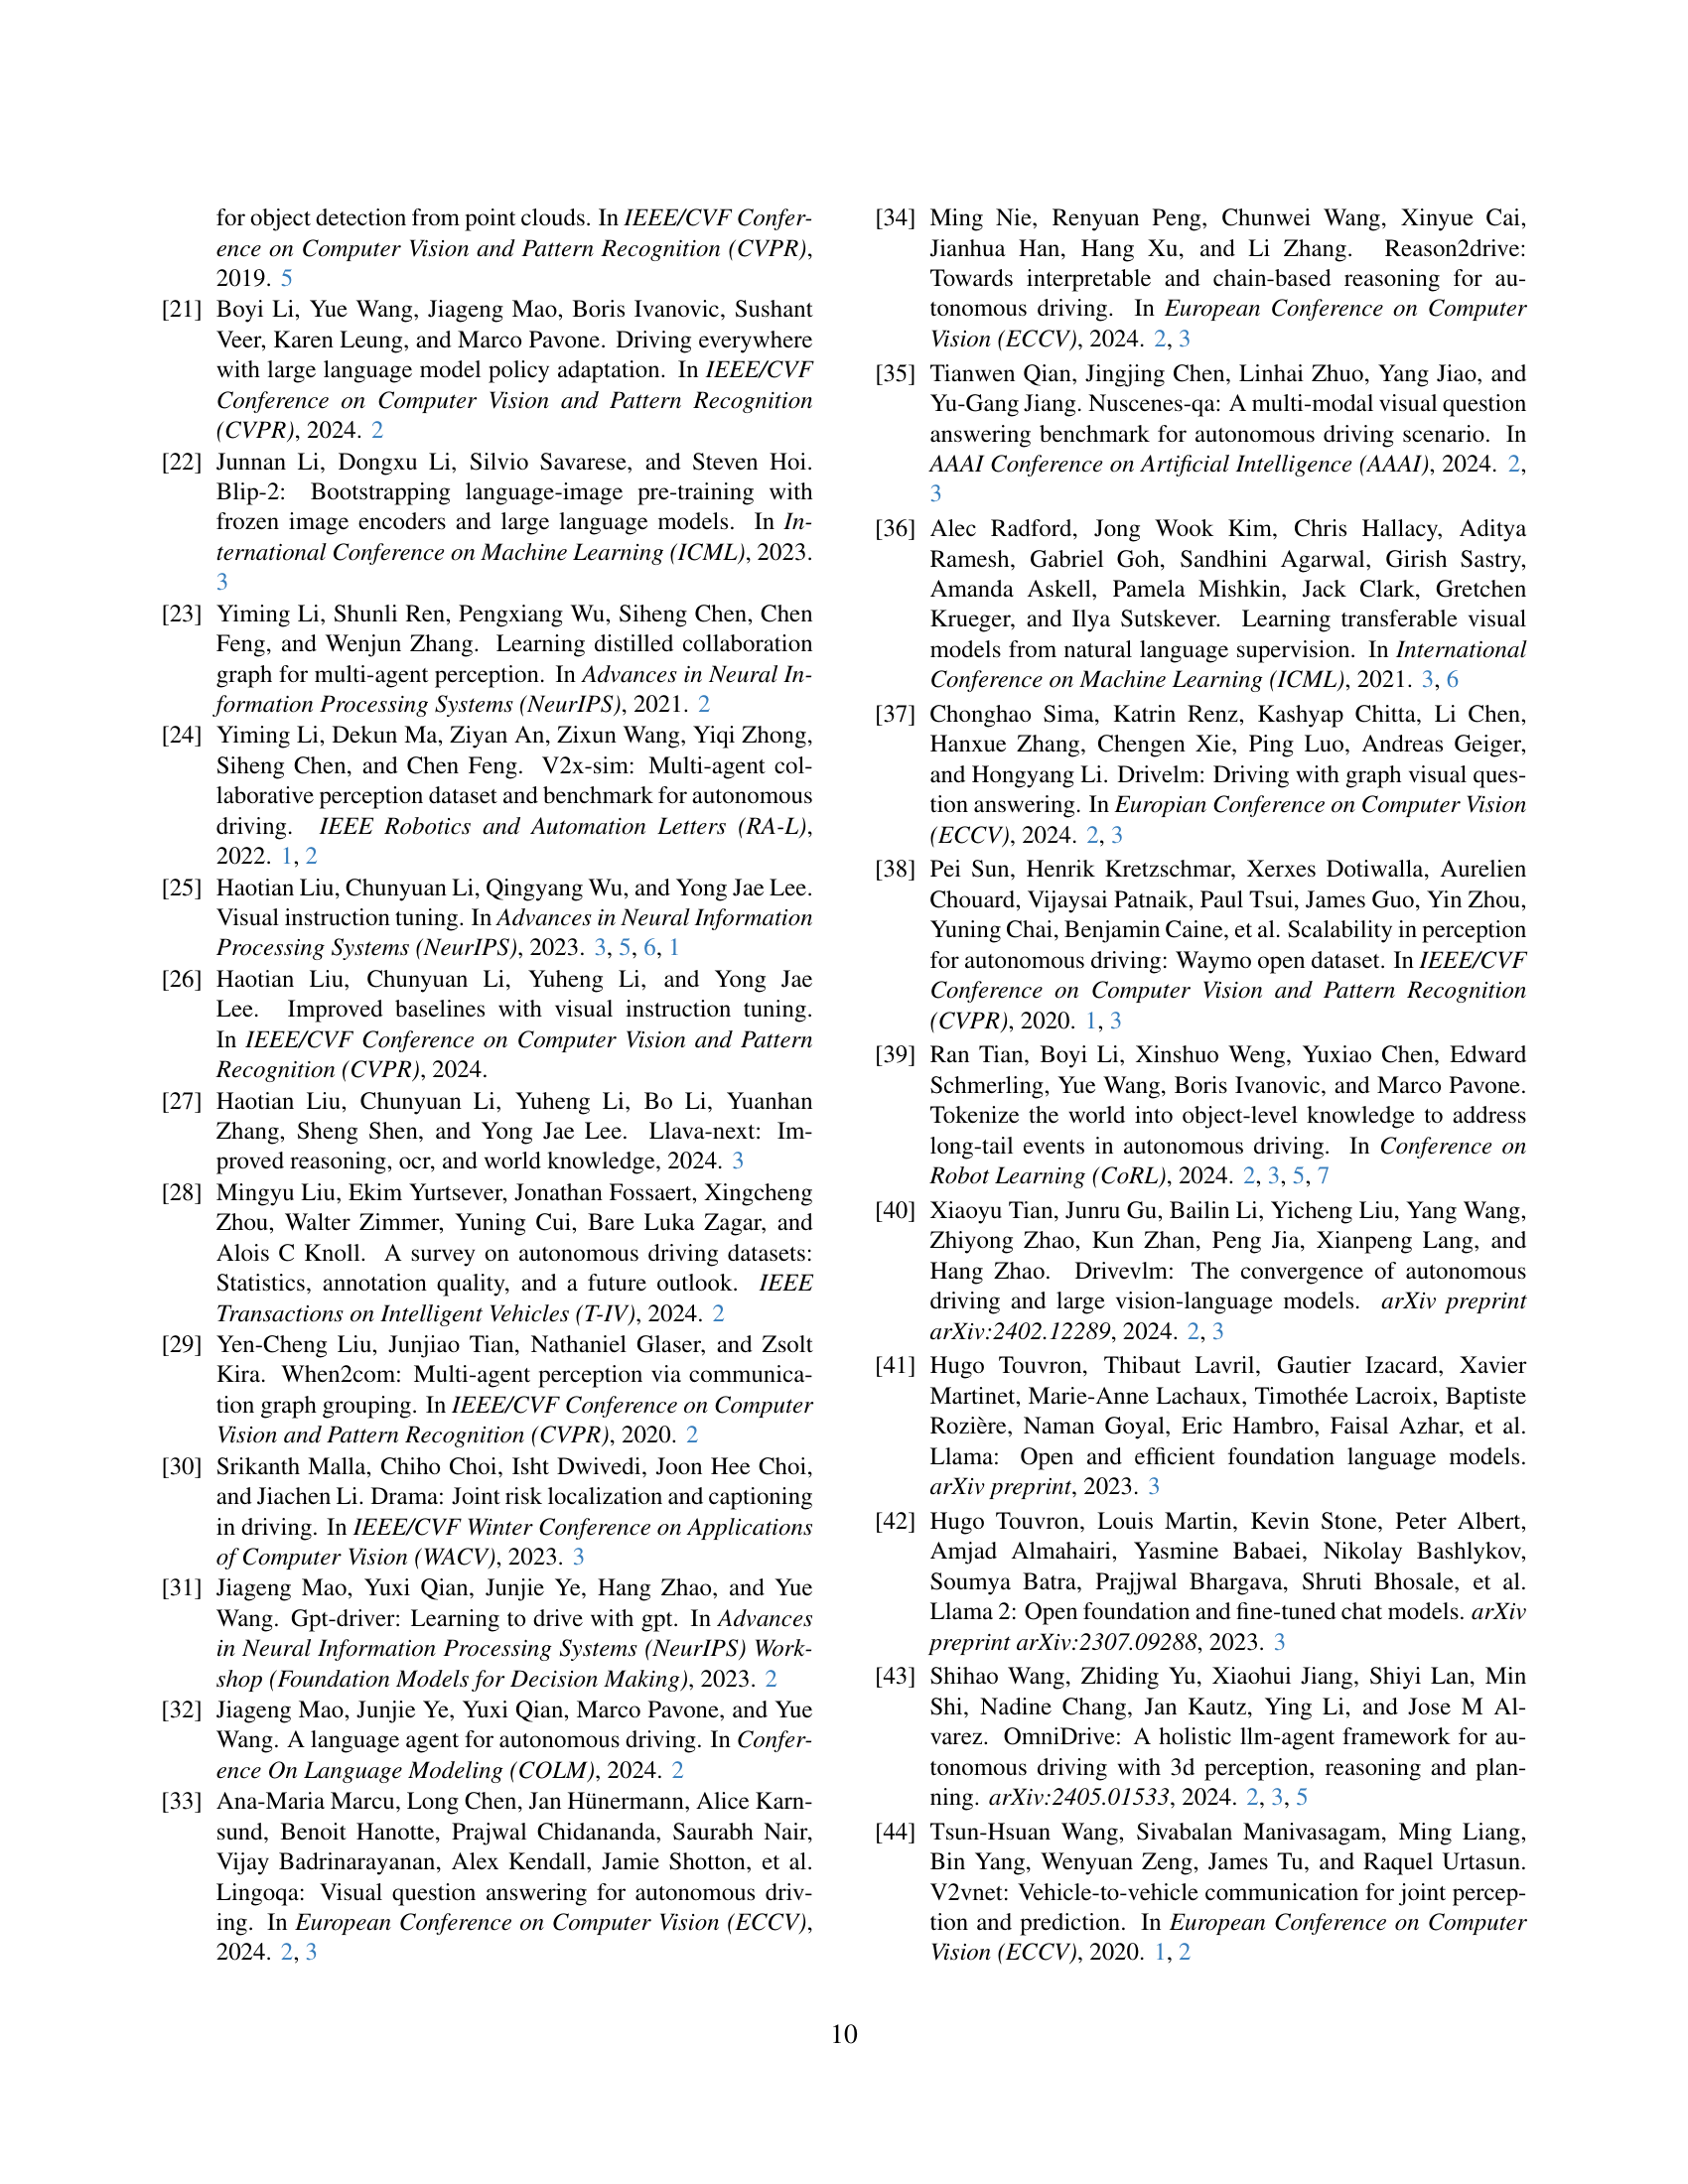 for object detection from point clouds. In IEEE/CVF Confer-
ence on Computer Vision and Pattern Recognition (CVPR),
2019. 5
[21] Boyi Li, Yue Wang, Jiageng Mao, Boris Ivanovic, Sushant
Veer, Karen Leung, and Marco Pavone. Driving everywhere
with large language model policy adaptation. In IEEE/CVF
Conference on Computer Vision and Pattern Recognition
(CVPR), 2024. 2
[22] Junnan Li, Dongxu Li, Silvio Savarese, and Steven Hoi.
Blip-2: Bootstrapping language-image pre-training with
frozen image encoders and large language models. In In-
ternational Conference on Machine Learning (ICML), 2023.
3
[23] Yiming Li, Shunli Ren, Pengxiang Wu, Siheng Chen, Chen
Feng, and Wenjun Zhang. Learning distilled collaboration
graph for multi-agent perception. In Advances in Neural In-
formation Processing Systems (NeurIPS), 2021. 2
[24] Yiming Li, Dekun Ma, Ziyan An, Zixun Wang, Yiqi Zhong,
Siheng Chen, and Chen Feng. V2x-sim: Multi-agent col-
laborative perception dataset and benchmark for autonomous
driving. IEEE Robotics and Automation Letters (RA-L),
2022. 1, 2
[25] Haotian Liu, Chunyuan Li, Qingyang Wu, and Yong Jae Lee.
Visual instruction tuning. In Advances in Neural Information
Processing Systems (NeurIPS), 2023. 3, 5, 6, 1
[26] Haotian Liu, Chunyuan Li, Yuheng Li, and Yong Jae
Lee. Improved baselines with visual instruction tuning.
In IEEE/CVF Conference on Computer Vision and Pattern
Recognition (CVPR), 2024.
[27] Haotian Liu, Chunyuan Li, Yuheng Li, Bo Li, Yuanhan
Zhang, Sheng Shen, and Yong Jae Lee. Llava-next: Im-
proved reasoning, ocr, and world knowledge, 2024. 3
[28] Mingyu Liu, Ekim Yurtsever, Jonathan Fossaert, Xingcheng
Zhou, Walter Zimmer, Yuning Cui, Bare Luka Zagar, and
Alois C Knoll. A survey on autonomous driving datasets:
Statistics, annotation quality, and a future outlook. IEEE
Transactions on Intelligent Vehicles (T-IV), 2024. 2
[29] Yen-Cheng Liu, Junjiao Tian, Nathaniel Glaser, and Zsolt
Kira. When2com: Multi-agent perception via communica-
tion graph grouping. In IEEE/CVF Conference on Computer
Vision and Pattern Recognition (CVPR), 2020. 2
[30] Srikanth Malla, Chiho Choi, Isht Dwivedi, Joon Hee Choi,
and Jiachen Li. Drama: Joint risk localization and captioning
in driving. In IEEE/CVF Winter Conference on Applications
of Computer Vision (WACV), 2023. 3
[31] Jiageng Mao, Yuxi Qian, Junjie Ye, Hang Zhao, and Yue
Wang. Gpt-driver: Learning to drive with gpt. In Advances
in Neural Information Processing Systems (NeurIPS) Work-
shop (Foundation Models for Decision Making), 2023. 2
[32] Jiageng Mao, Junjie Ye, Yuxi Qian, Marco Pavone, and Yue
Wang. A language agent for autonomous driving. In Confer-
ence On Language Modeling (COLM), 2024. 2
[33] Ana-Maria Marcu, Long Chen, Jan Hünermann, Alice Karn-
sund, Benoit Hanotte, Prajwal Chidananda, Saurabh Nair,
Vijay Badrinarayanan, Alex Kendall, Jamie Shotton, et al.
Lingoqa: Visual question answering for autonomous driv-
ing. In European Conference on Computer Vision (ECCV),
2024. 2, 3
[34] Ming Nie, Renyuan Peng, Chunwei Wang, Xinyue Cai,
Jianhua Han, Hang Xu, and Li Zhang. Reason2drive:
Towards interpretable and chain-based reasoning for au-
tonomous driving. In European Conference on Computer
Vision (ECCV), 2024. 2, 3
[35] Tianwen Qian, Jingjing Chen, Linhai Zhuo, Yang Jiao, and
Yu-Gang Jiang. Nuscenes-qa: A multi-modal visual question
answering benchmark for autonomous driving scenario. In
AAAI Conference on Artificial Intelligence (AAAI), 2024. 2,
3
[36] Alec Radford, Jong Wook Kim, Chris Hallacy, Aditya
Ramesh, Gabriel Goh, Sandhini Agarwal, Girish Sastry,
Amanda Askell, Pamela Mishkin, Jack Clark, Gretchen
Krueger, and Ilya Sutskever. Learning transferable visual
models from natural language supervision. In International
Conference on Machine Learning (ICML), 2021. 3, 6
[37] Chonghao Sima, Katrin Renz, Kashyap Chitta, Li Chen,
Hanxue Zhang, Chengen Xie, Ping Luo, Andreas Geiger,
and Hongyang Li. Drivelm: Driving with graph visual ques-
tion answering. In Europian Conference on Computer Vision
(ECCV), 2024. 2, 3
[38] Pei Sun, Henrik Kretzschmar, Xerxes Dotiwalla, Aurelien
Chouard, Vijaysai Patnaik, Paul Tsui, James Guo, Yin Zhou,
Yuning Chai, Benjamin Caine, et al. Scalability in perception
for autonomous driving: Waymo open dataset. In IEEE/CVF
Conference on Computer Vision and Pattern Recognition
(CVPR), 2020. 1, 3
[39] Ran Tian, Boyi Li, Xinshuo Weng, Yuxiao Chen, Edward
Schmerling, Yue Wang, Boris Ivanovic, and Marco Pavone.
Tokenize the world into object-level knowledge to address
long-tail events in autonomous driving. In Conference on
Robot Learning (CoRL), 2024. 2, 3, 5, 7
[40] Xiaoyu Tian, Junru Gu, Bailin Li, Yicheng Liu, Yang Wang,
Zhiyong Zhao, Kun Zhan, Peng Jia, Xianpeng Lang, and
Hang Zhao. Drivevlm: The convergence of autonomous
driving and large vision-language models. arXiv preprint
arXiv:2402.12289, 2024. 2, 3
[41] Hugo Touvron, Thibaut Lavril, Gautier Izacard, Xavier
Martinet, Marie-Anne Lachaux, Timothée Lacroix, Baptiste
Rozière, Naman Goyal, Eric Hambro, Faisal Azhar, et al.
Llama: Open and efficient foundation language models.
arXiv preprint, 2023. 3
[42] Hugo Touvron, Louis Martin, Kevin Stone, Peter Albert,
Amjad Almahairi, Yasmine Babaei, Nikolay Bashlykov,
Soumya Batra, Prajjwal Bhargava, Shruti Bhosale, et al.
Llama 2: Open foundation and fine-tuned chat models. arXiv
preprint arXiv:2307.09288, 2023. 3
[43] Shihao Wang, Zhiding Yu, Xiaohui Jiang, Shiyi Lan, Min
Shi, Nadine Chang, Jan Kautz, Ying Li, and Jose M Al-
varez. OmniDrive: A holistic llm-agent framework for au-
tonomous driving with 3d perception, reasoning and plan-
ning. arXiv:2405.01533, 2024. 2, 3, 5
[44] Tsun-Hsuan Wang, Sivabalan Manivasagam, Ming Liang,
Bin Yang, Wenyuan Zeng, James Tu, and Raquel Urtasun.
V2vnet: Vehicle-to-vehicle communication for joint percep-
tion and prediction. In European Conference on Computer
Vision (ECCV), 2020. 1, 2
10